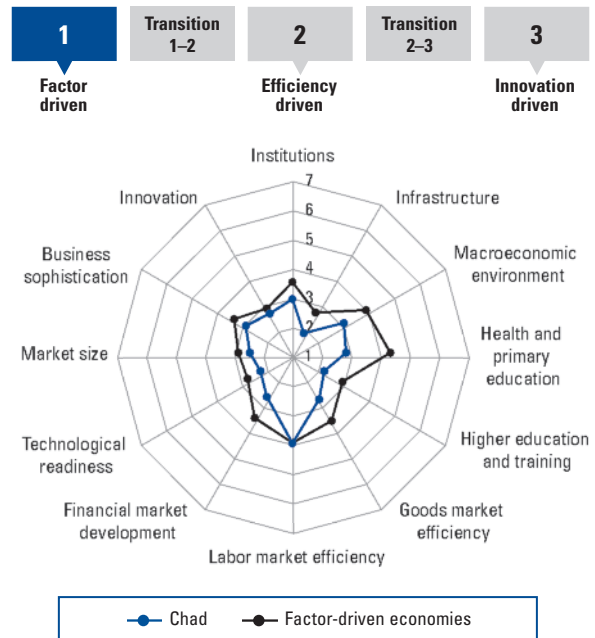 1
Transition
1–2
2
Transition
2–3
3
Factor
driven
Efficiency
driven
Innovation
driven
Institutions
7
Innovation
Infrastructure
6
5
Business
sophistication
Macroeconomic
environment
4
3
2
Market size
1
Health and
primary
education
Technological
readiness
Higher education
and training
Financial market
development
Goods market
efficiency
Labor market efficiency
Chad
Factor-driven economies